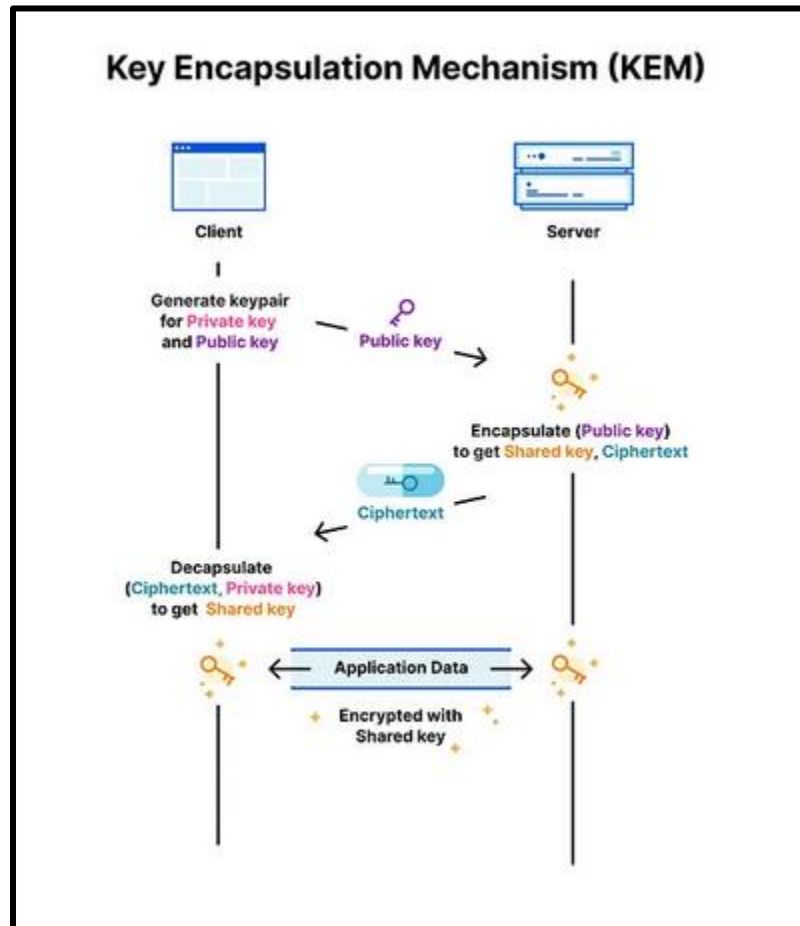 Key Encapsulation Mechanism (KEM)
Client
Server
Generate keypair
for Private key
and Public key
Public key
Encapsulate (Public key)
to get Shared key, Ciphertext
Ciphertext
Decapsulate
(Ciphertext, Private key)
to get Shared key
Application Data
Encrypted with
Shared key